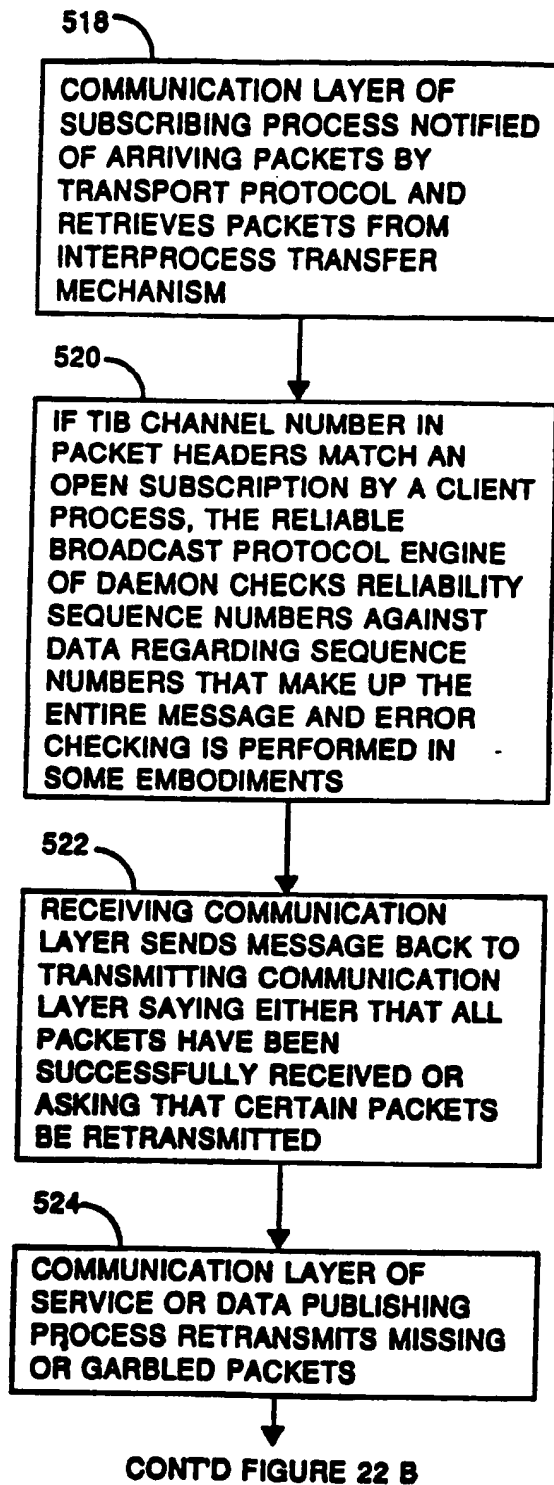 518
COMMUNICATION LAYER OF
SUBSCRIBING PROCESS NOTIFIED
OF ARRIVING PACKETS BY
TRANSPORT PROTOCOL AND
RETRIEVES PACKETS FROM
INTERPROCESS TRANSFER
MECHANISM
520
IF TIB CHANNEL NUMBER IN
PACKET HEADERS MATCH AN
OPEN SUBSCRIPTION BY A CLIENT
PROCESS, THE RELIABLE
BROADCAST PROTOCOL ENGINE
OF DAEMON CHECKS RELIABILITY
SEQUENCE NUMBERS AGAINST
DATA REGARDING SEQUENCE
NUMBERS THAT MAKE UP THE
ENTIRE MESSAGE AND ERROR
CHECKING IS PERFORMED IN
SOME EMBODIMENTS
522
RECEIVING COMMUNICATION
LAYER SENDS MESSAGE BACK TO
TRANSMITTING COMMUNICATION
LAYER SAYING EITHER THAT ALL
PACKETS HAVE BEEN
SUCCESSFULLY RECEIVED OR
ASKING THAT CERTAIN PACKETS
BE RETRANSMITTED
524
COMMUNICATION LAYER OF
SERVICE OR DATA PUBLISHING
PROCESS RETRANSMITS MISSING
OR GARBLED PACKETS
CONT'D FIGURE 22 B